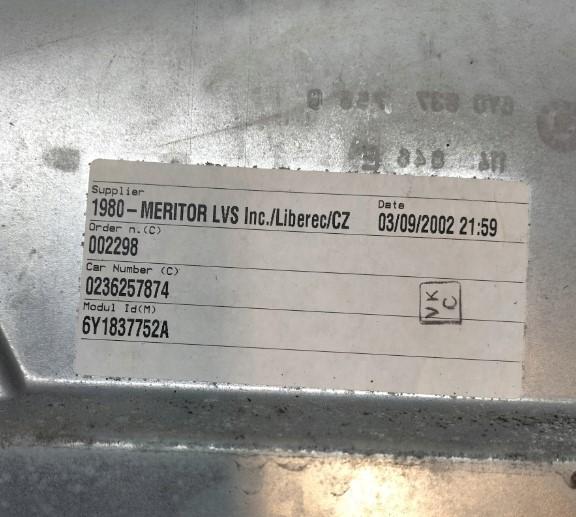 Supplier
1980-MERITOR LVS Inc./Liberec/CZ
Date
03/09/2002 21:59
Order n.(C)
002298
Car Number (C)
0236257874
Modul Id(M)
6Y1837752A
VK
C